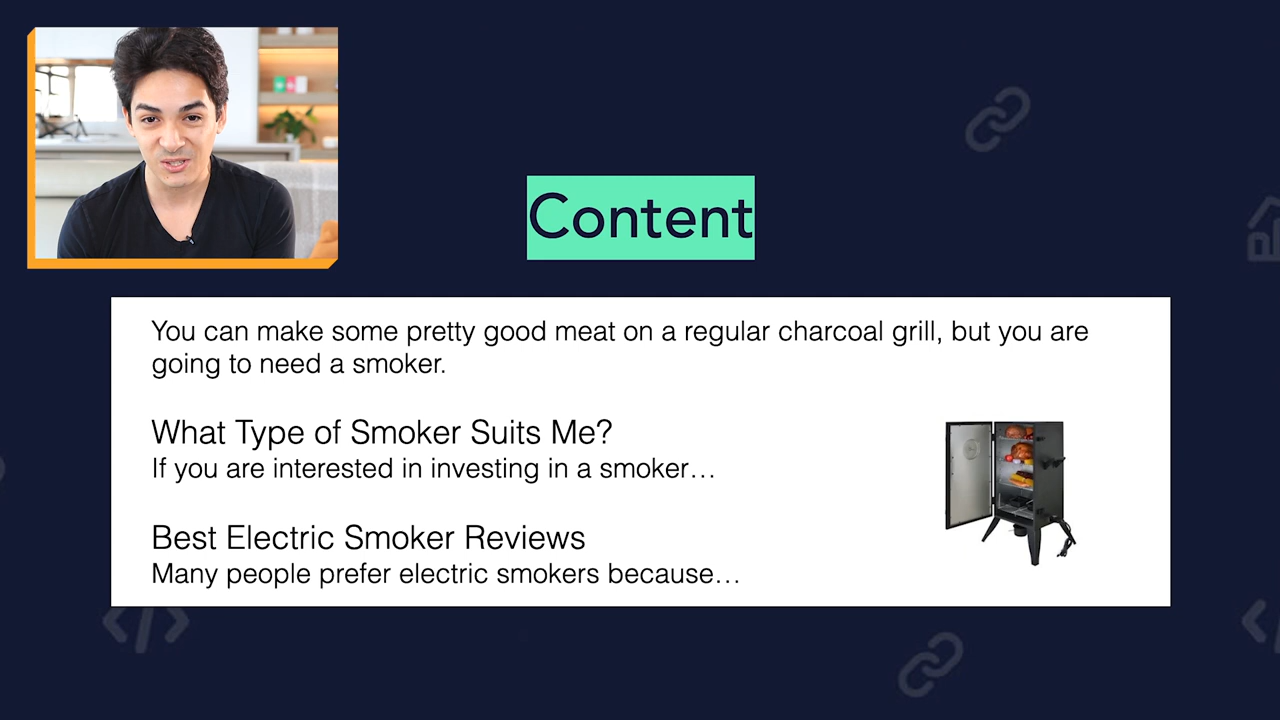 Content
You can make some pretty good meat on a regular charcoal grill, but you are
going to need a smoker.
What Type of Smoker Suits Me?
If you are interested in investing in a smoker…
Best Electric Smoker Reviews
Many people prefer electric smokers because…